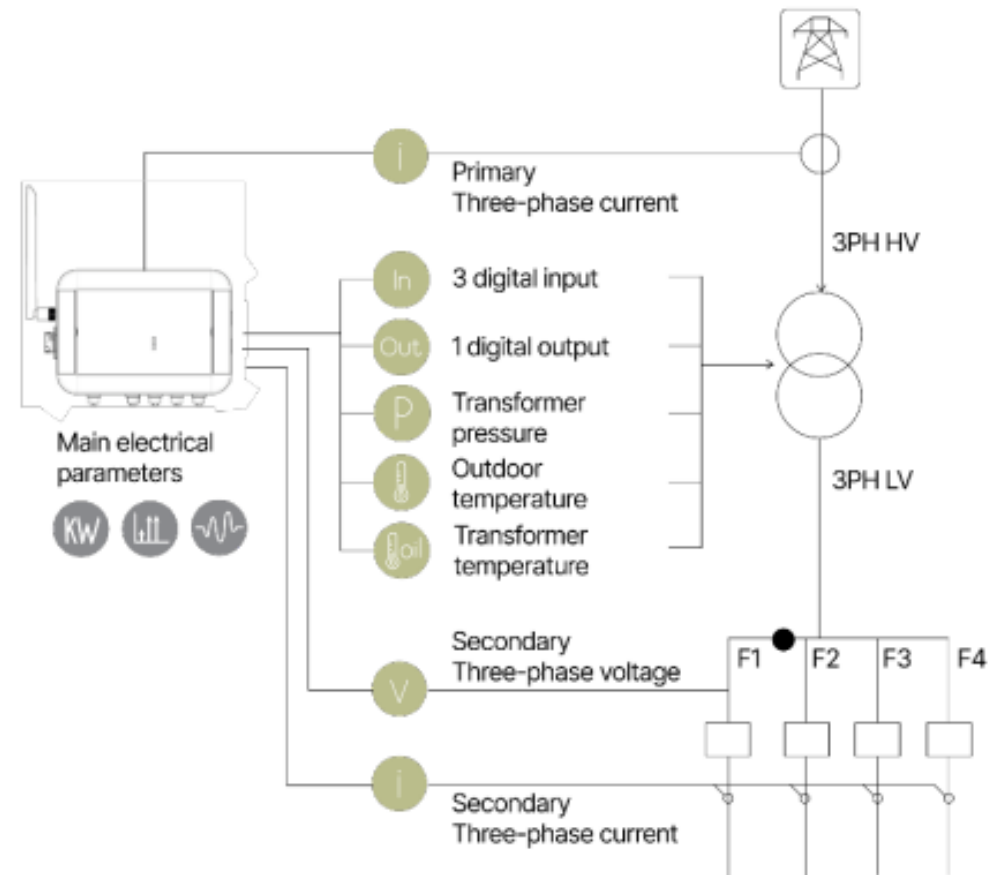 i
Primary
Three-phase current
3PH HV
In
3 digital input
Out
1 digital output
P
Transformer
pressure
Outdoor
temperature
oil
Transformer
temperature
Main electrical
parameters
KW
3PH LV
Secondary
Three-phase voltage
V
F1
F2
F3
F4
i
Secondary
Three-phase current